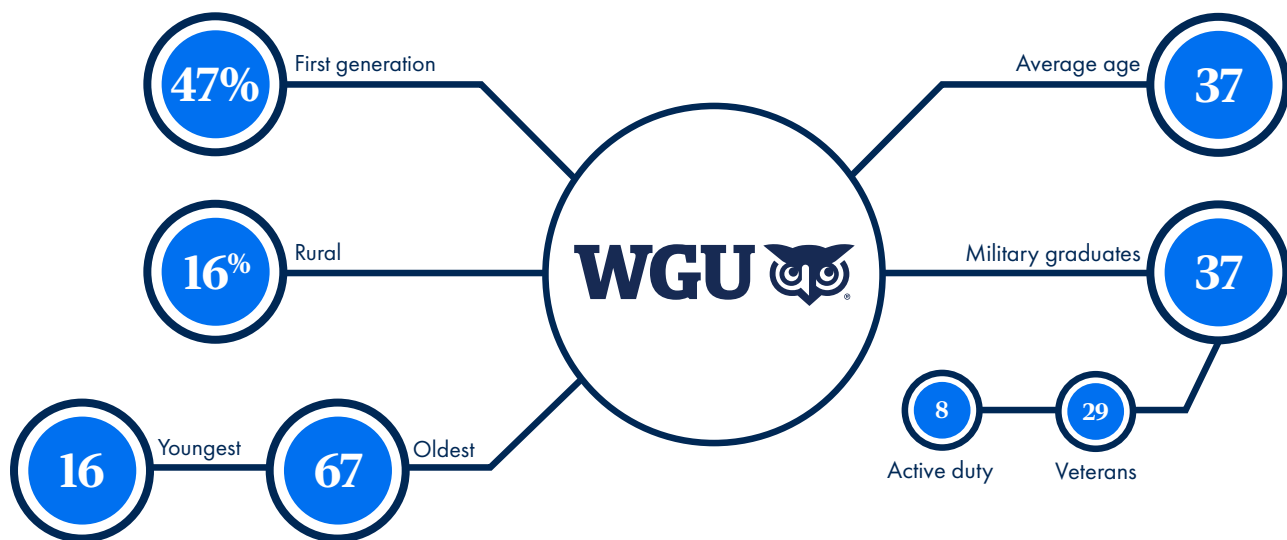 47%
First generation
Average age
37
16%
Rural
WGU
®
Military graduates
37
16
Youngest
67
Oldest
8
29
Active duty
Veterans